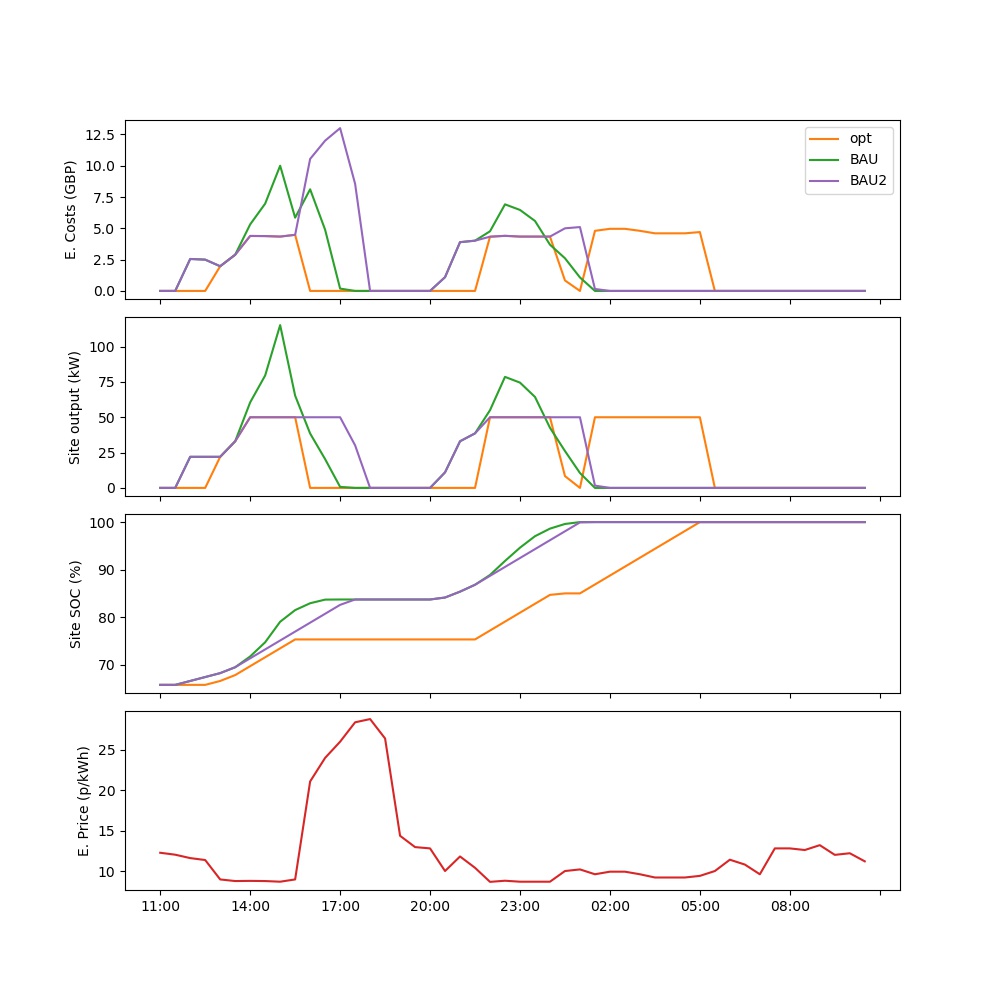 E. Costs (GBP)
12.5
10.0
7.5
5.0
2.5
0.0
opt
BAU
BAU2
Site output (kW)
100
75
50
25
0
Site SOC (%)
100
90
80
70
E. Price (p/kWh)
25
20
15
10
11:00 14:00 17:00 20:00 23:00 02:00 05:00 08:00